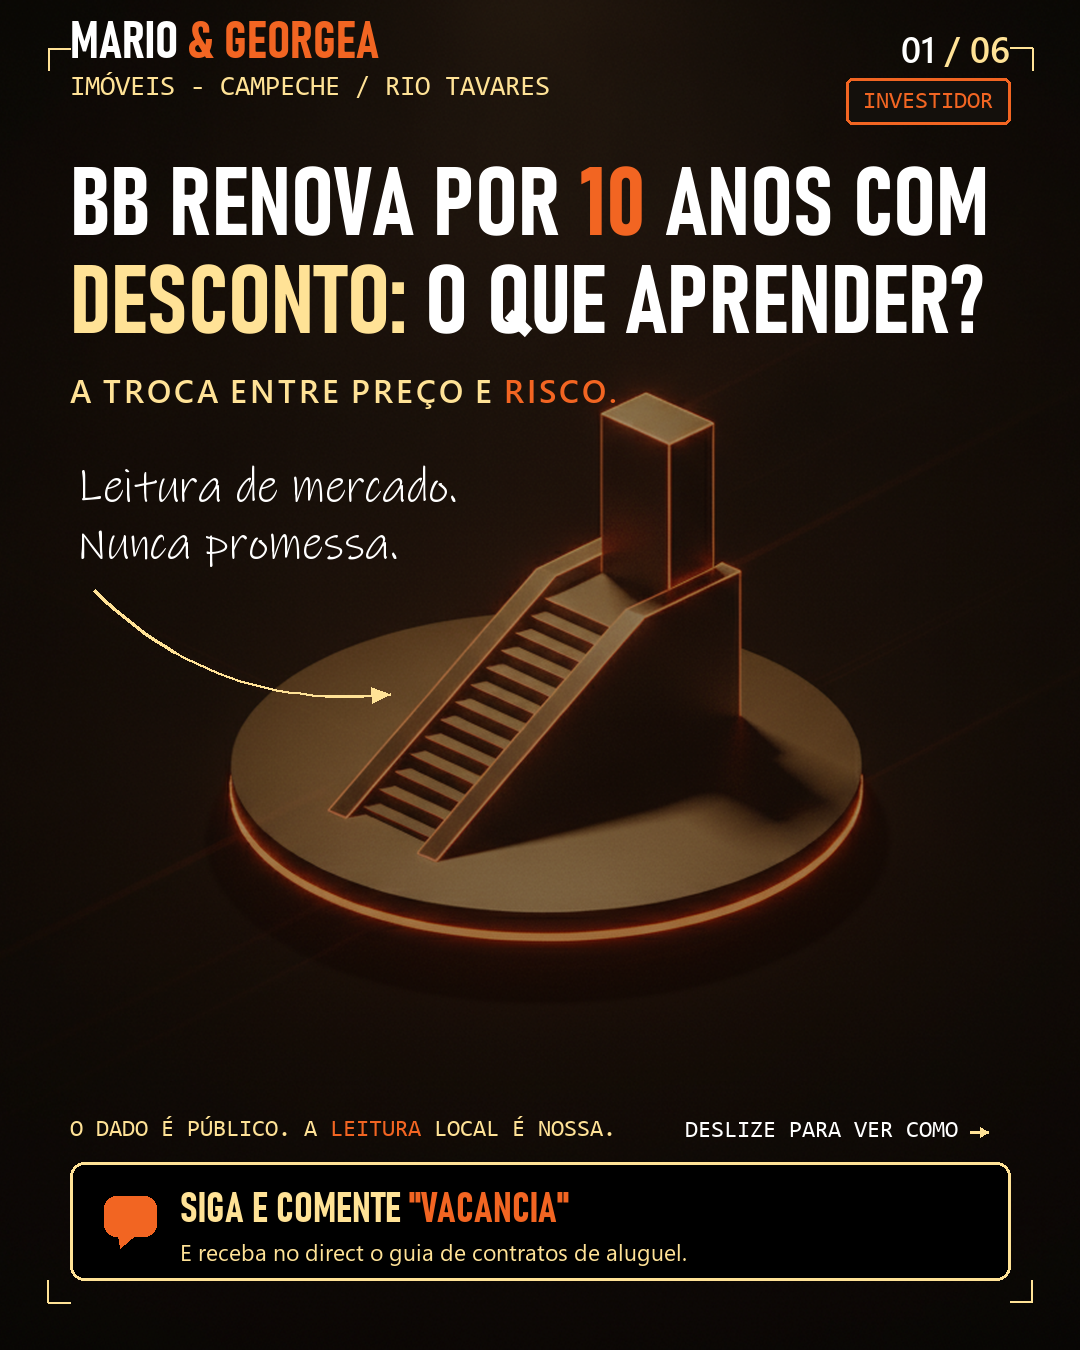 MARIO & GEORGEA
IMÓVEIS - CAMPECHE / RIO TAVARES
01 / 06
INVESTIDOR
BB RENOVA POR 10 ANOS COM
DESCONTO: O QUE APRENDER?
A TROCA ENTRE PREÇO E RISCO.
Leitura de mercado.
Nunca promessa.
O DADO É PÚBLICO. A LEITURA LOCAL É NOSSA.
DESLIZE PARA VER COMO →
SIGA E COMENTE "VACANCIA"
E receba no direct o guia de contratos de aluguel.